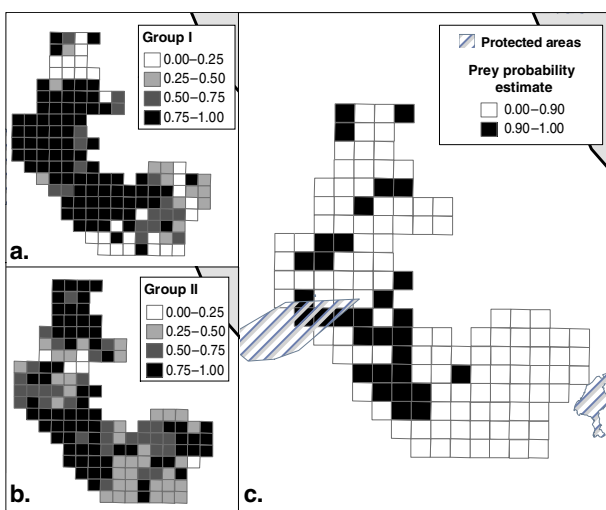 Group I
0.00–0.25
0.25–0.50
0.50–0.75
0.75–1.00
a.
Group II
0.00–0.25
0.25–0.50
0.50–0.75
0.75–1.00
b.
Protected areas
Prey probability
estimate
0.00–0.90
0.90–1.00
c.